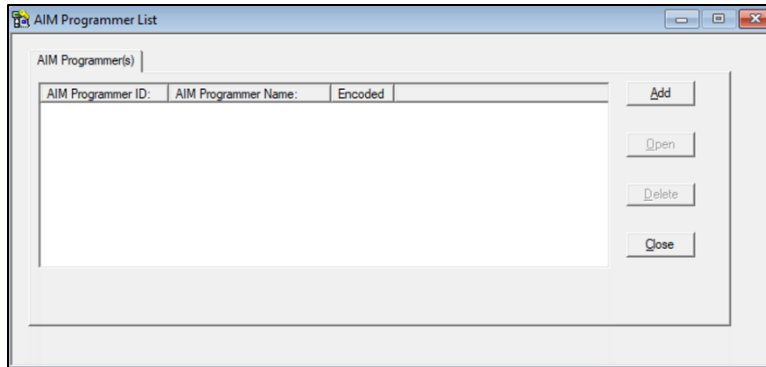 AIM Programmer List
AIM Programmer(s)
AIM Programmer ID: AIM Programmer Name: Encoded
Add
Open
Delete
Close